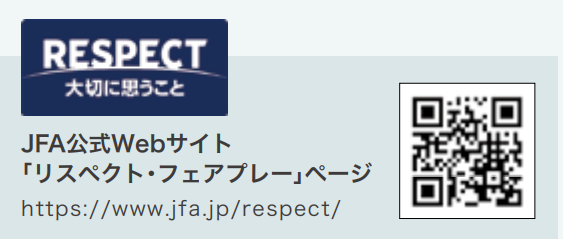 RESPECT
大切に思うこと
JFA公式Webサイト
「リスペクト・フェアプレー」ページ
https://www.jfa.jp/respect/